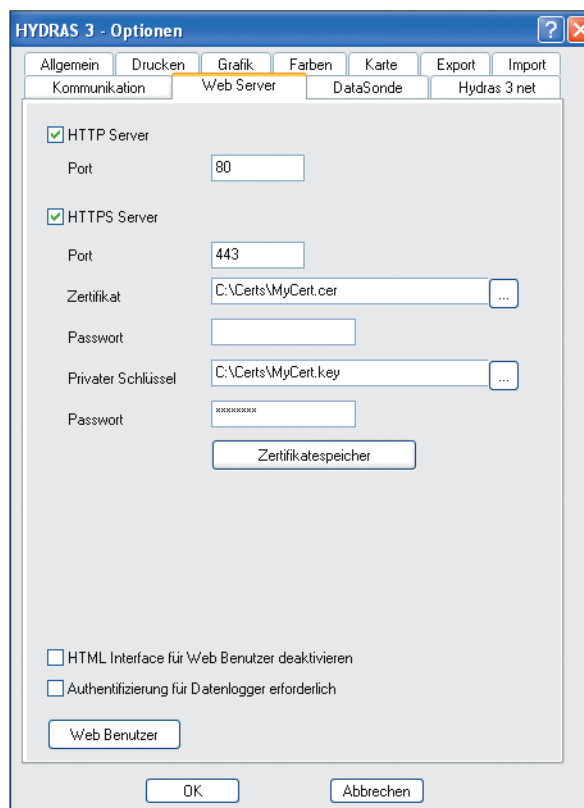 HYDRAS 3 - Optionen
?
Allgemein Drucken Grafik Farben Karte Export Import
Kommunikation Web Server DataSonde Hydras 3 net
HTTP Server
Port 80
HTTPS Server
Port 443
Zertifikat C:\Certs\MyCert.cer ...
Passwort
Privater Schlüssel C:\Certs\MyCert.key ...
Passwort ××××××××
Zertifikatespeicher
HTML Interface für Web Benutzer deaktivieren
Authentifizierung für Datenlogger erforderlich
Web Benutzer
OK Abbrechen